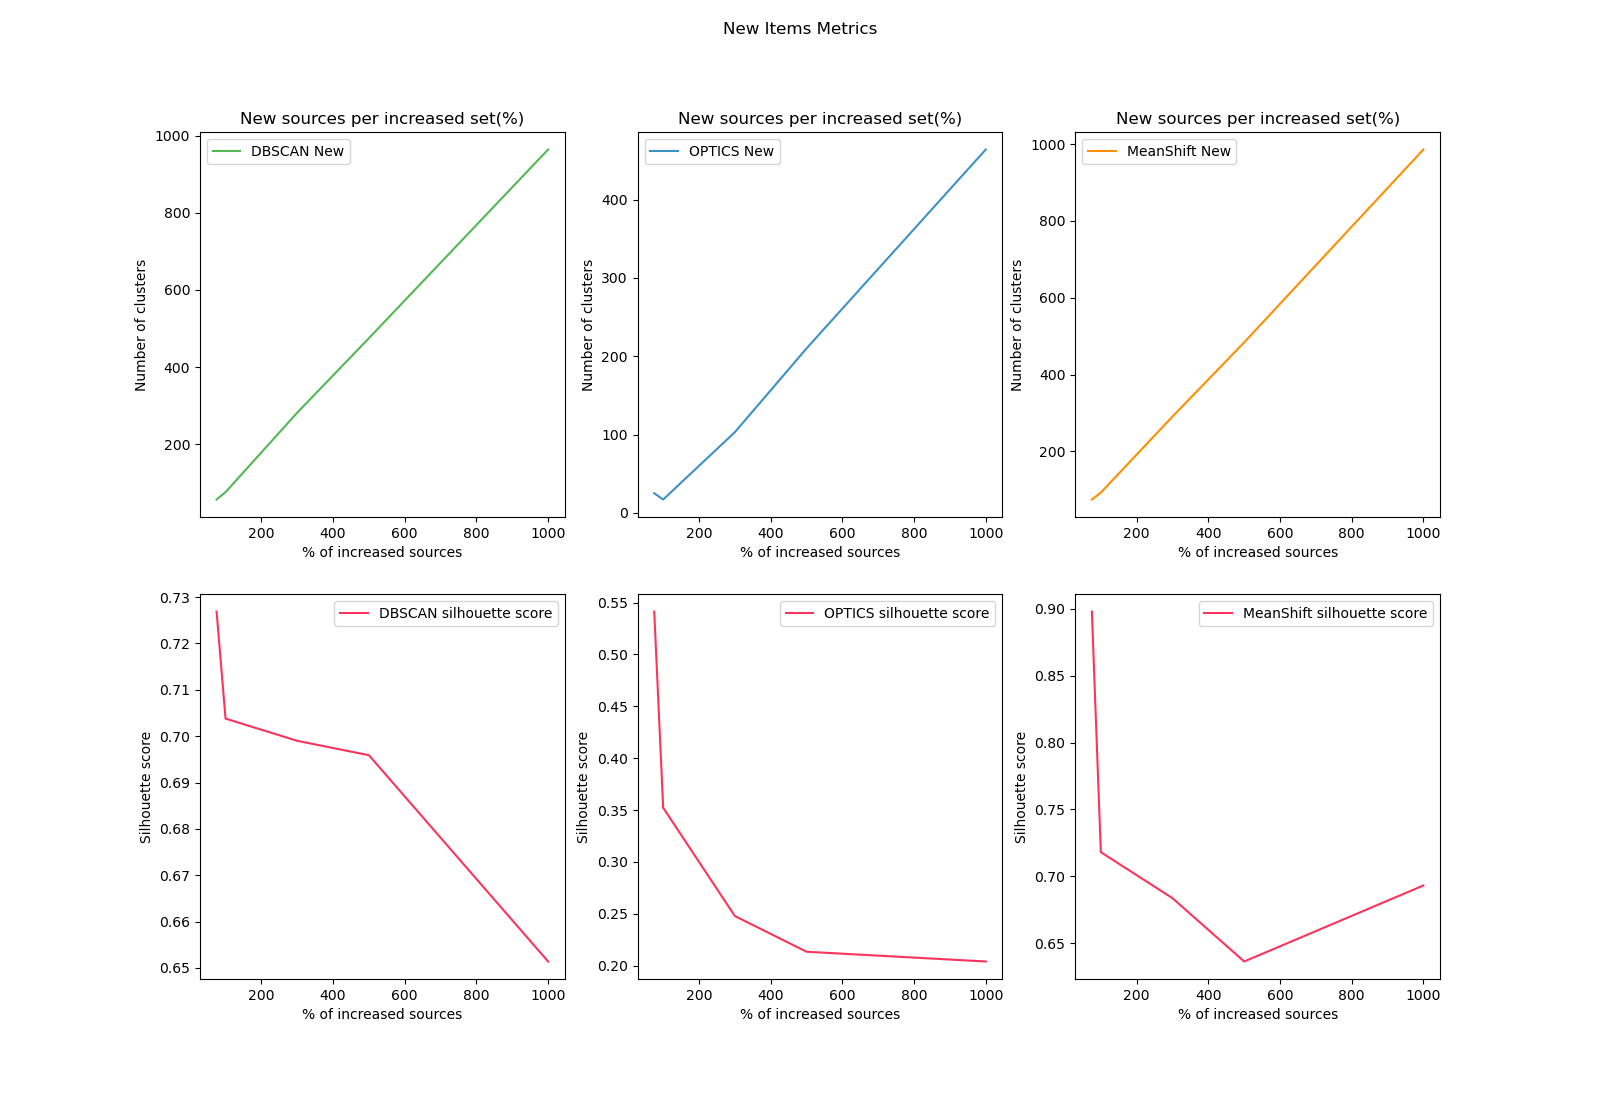 New Items Metrics
New sources per increased set(%)
DBSCAN New
Number of clusters
1000
800
600
400
200
200 400 600 800 1000
% of increased sources
New sources per increased set(%)
OPTICS New
Number of clusters
400
300
200
100
0
200 400 600 800 1000
% of increased sources
New sources per increased set(%)
MeanShift New
Number of clusters
1000
800
600
400
200
200 400 600 800 1000
% of increased sources
DBSCAN silhouette score
Silhouette score
0.73
0.72
0.71
0.70
0.69
0.68
0.67
0.66
0.65
200 400 600 800 1000
% of increased sources
OPTICS silhouette score
Silhouette score
0.55
0.50
0.45
0.40
0.35
0.30
0.25
0.20
200 400 600 800 1000
% of increased sources
MeanShift silhouette score
Silhouette score
0.90
0.85
0.80
0.75
0.70
0.65
200 400 600 800 1000
% of increased sources